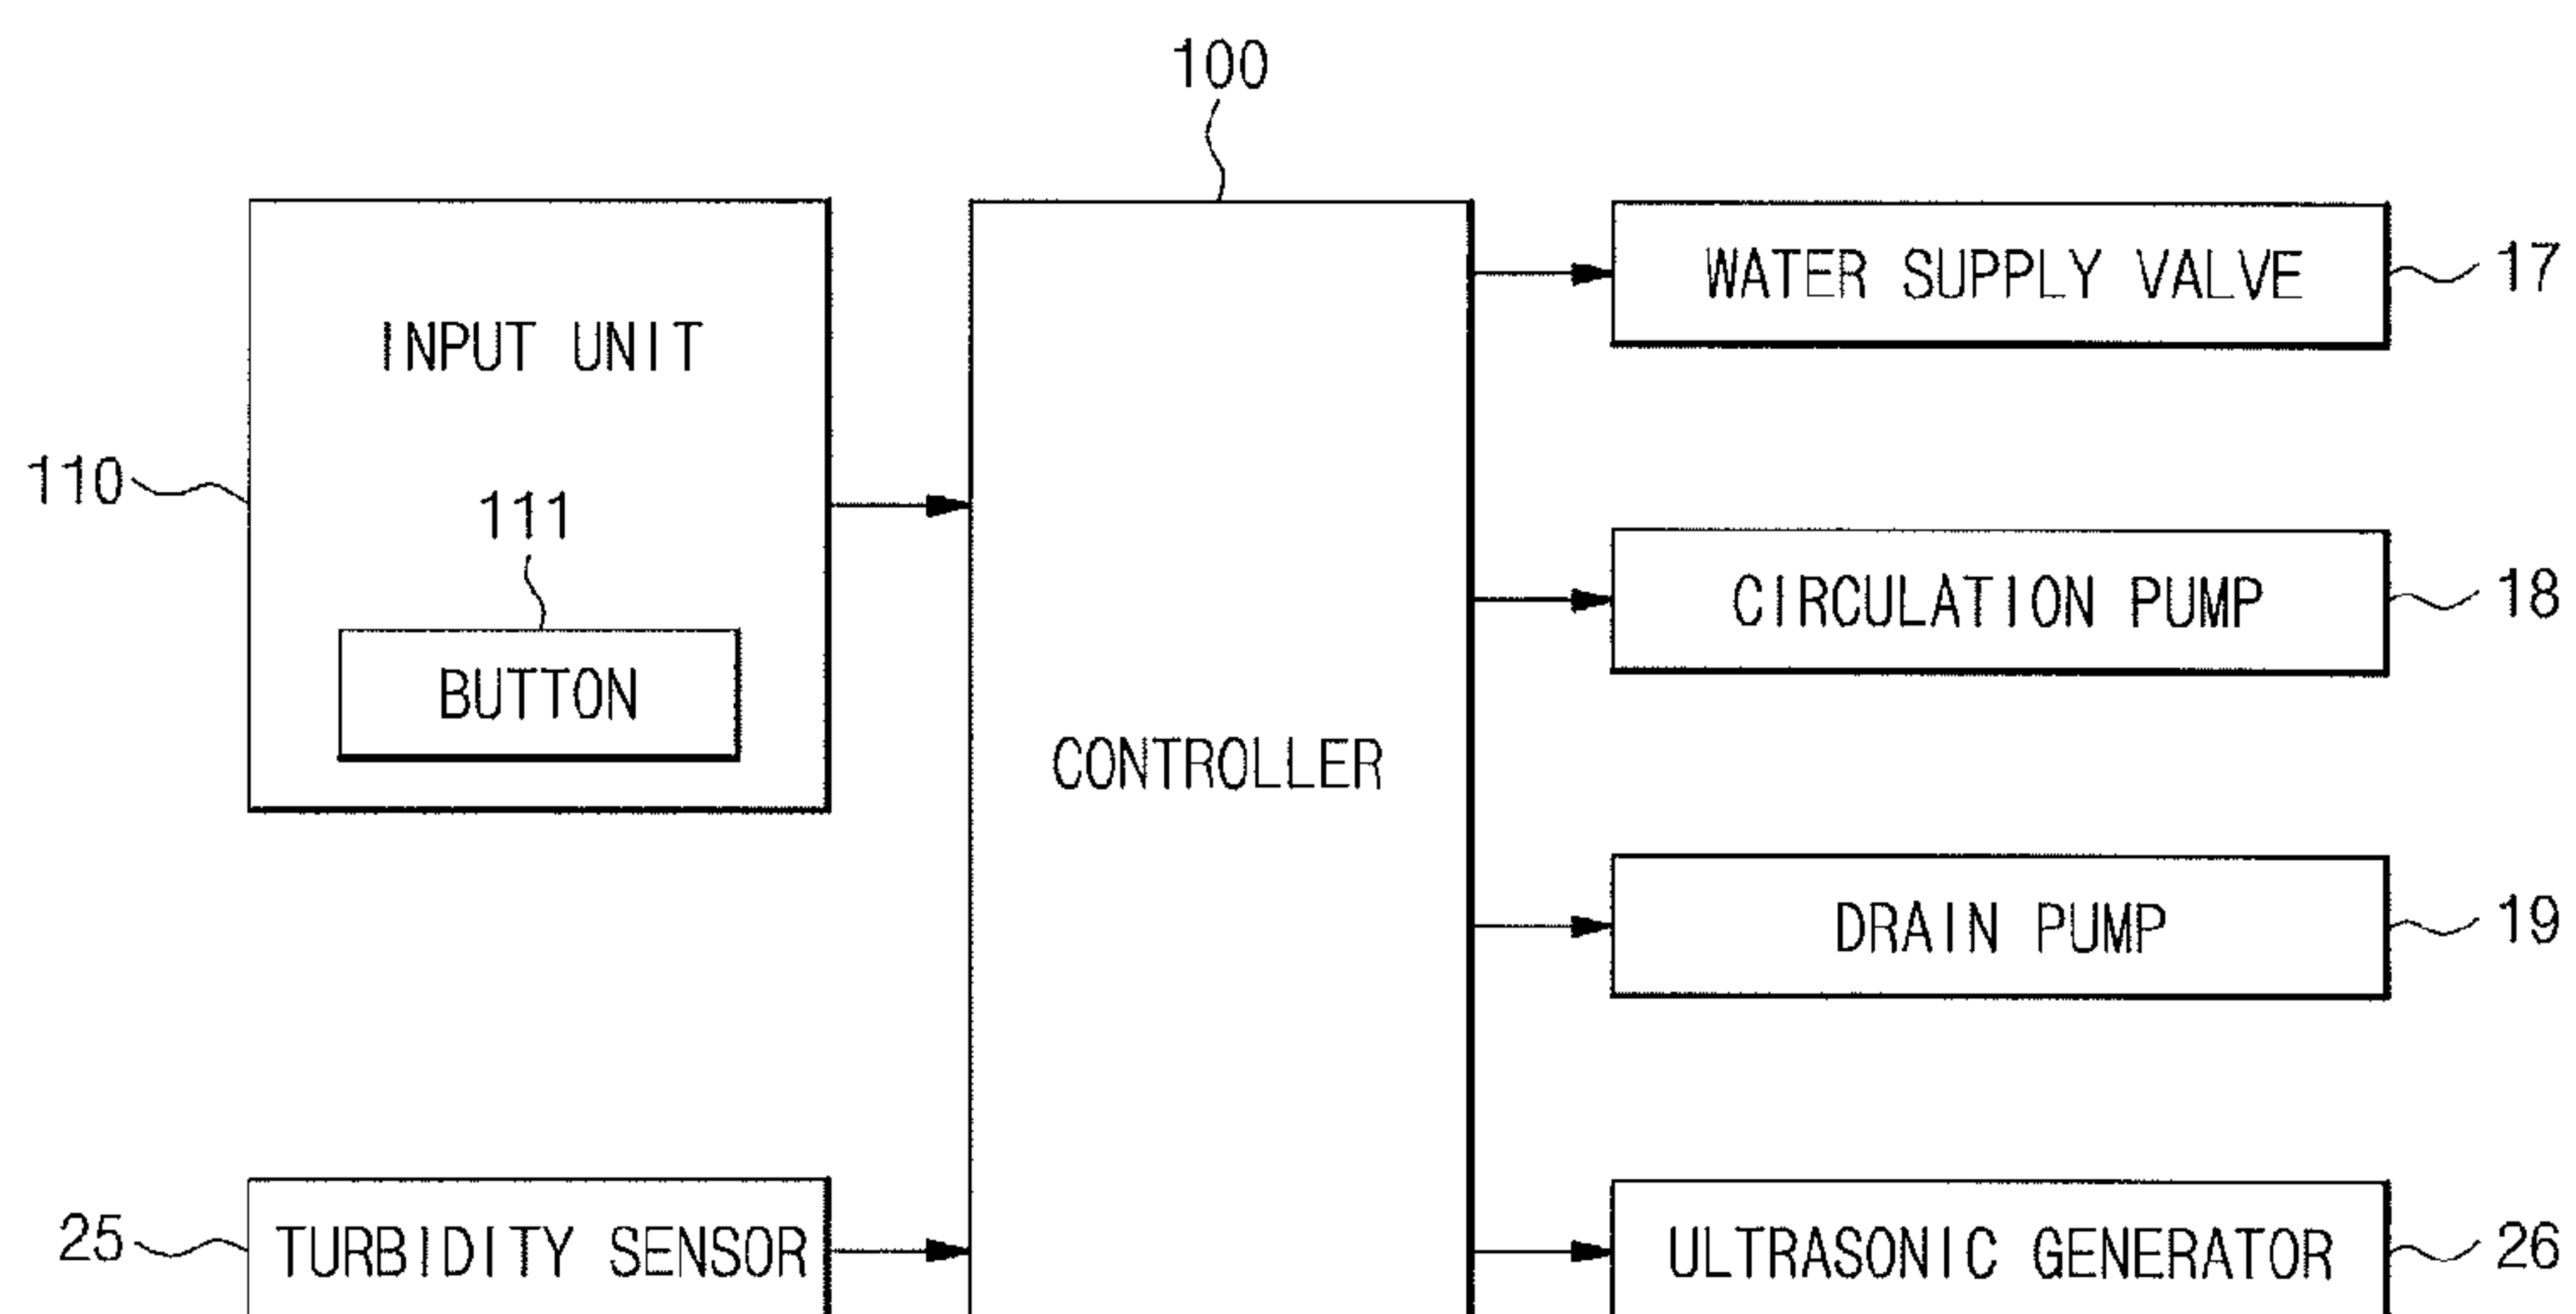 100
INPUT UNIT
110
111
BUTTON
CONTROLLER
WATER SUPPLY VALVE
17
CIRCULATION PUMP
18
DRAIN PUMP
19
25
TURBIDITY SENSOR
ULTRASONIC GENERATOR
26